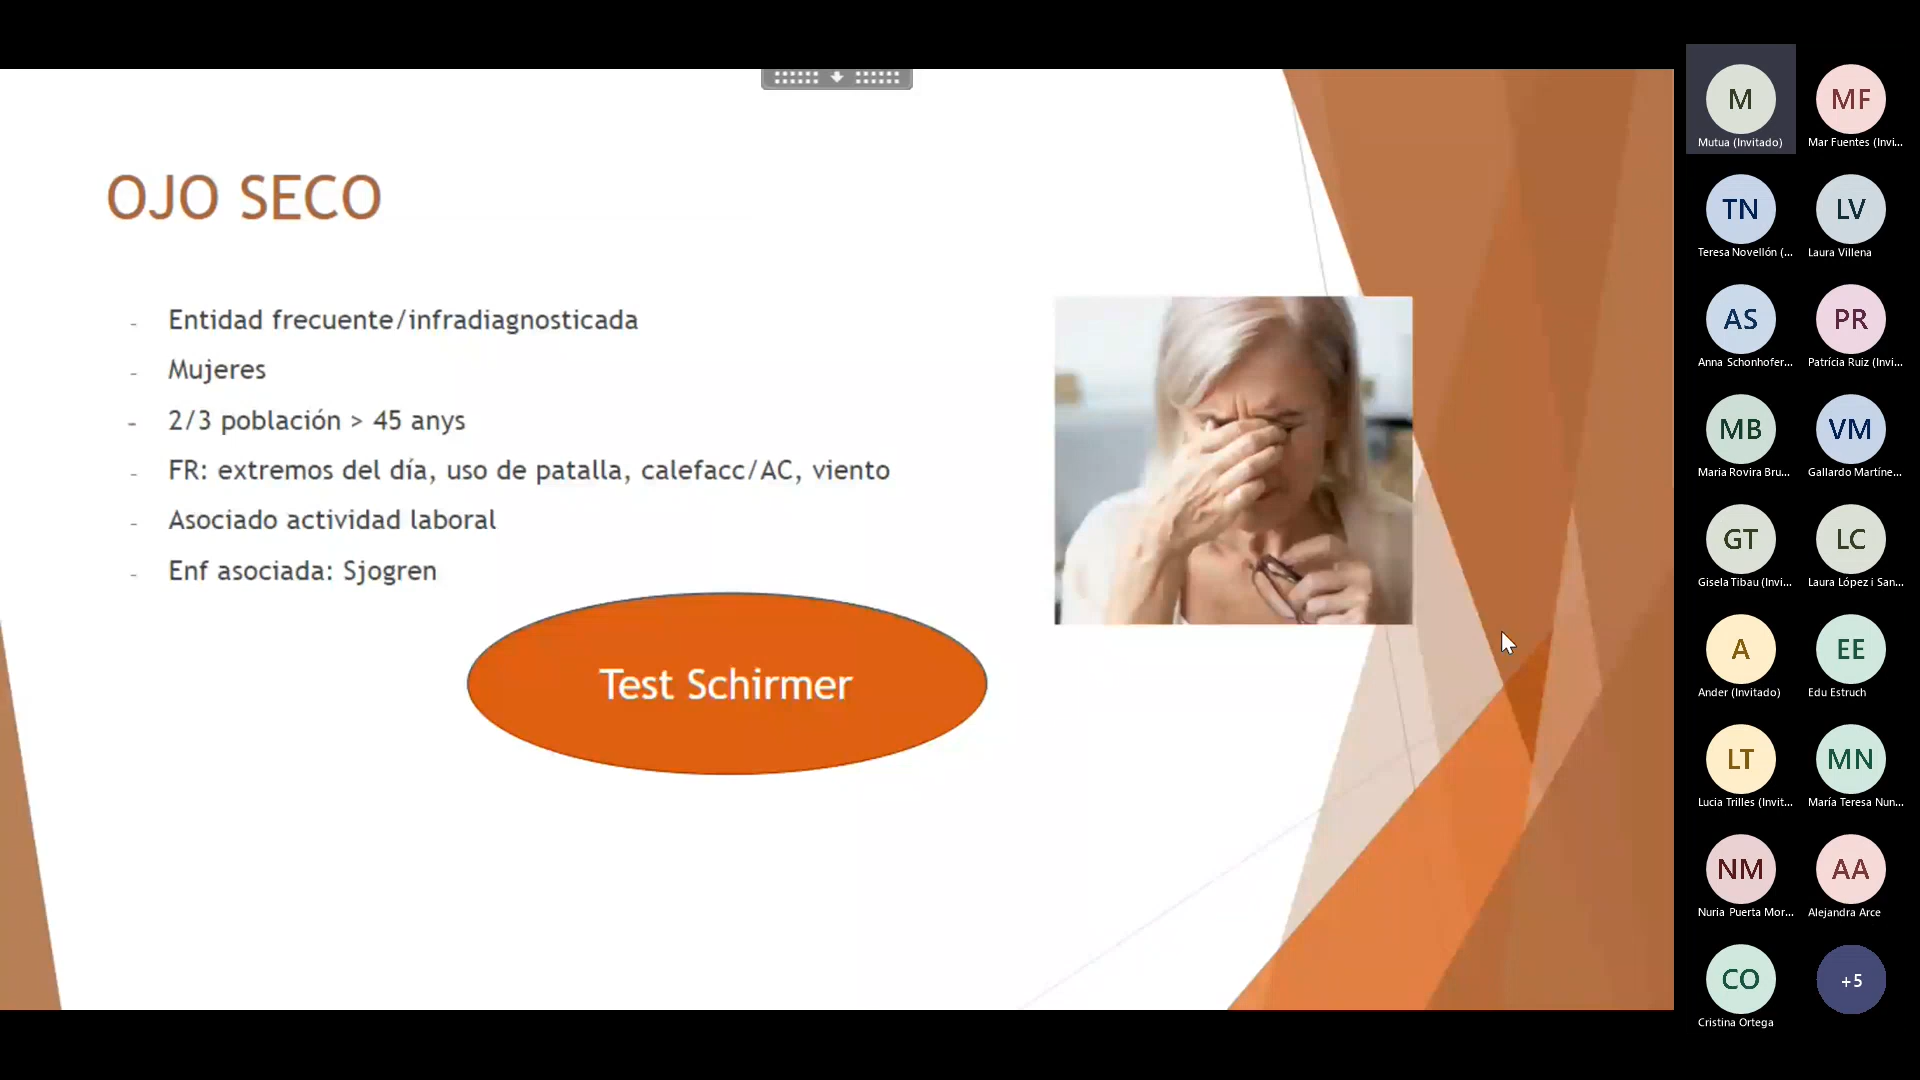 OJO SECO
- Entidad frecuente/infradiagnosticada
- Mujeres
- 2/3 población > 45 anys
- FR: extremos del día, uso de patalla, calefacc/AC, viento
- Asociado actividad laboral
- Enf asociada: Sjogren
Test Schirmer
M
Mutua (Invitado)
MF
Mar Fuentes (Invi...
TN
Teresa Novellón (...
LV
Laura Villena
AS
Anna Schonhofer...
PR
Patrícia Ruiz (Invi...
MB
Maria Rovira Bru...
VM
Gallardo Martíne...
GT
Gisela Tibau (Invi...
LC
Laura López i San...
A
Ander (Invitado)
EE
Edu Estruch
LT
Lucia Trilles (Invit...
MN
María Teresa Nun...
NM
Nuria Puerta Mor...
AA
Alejandra Arce
CO
Cristina Ortega
+5